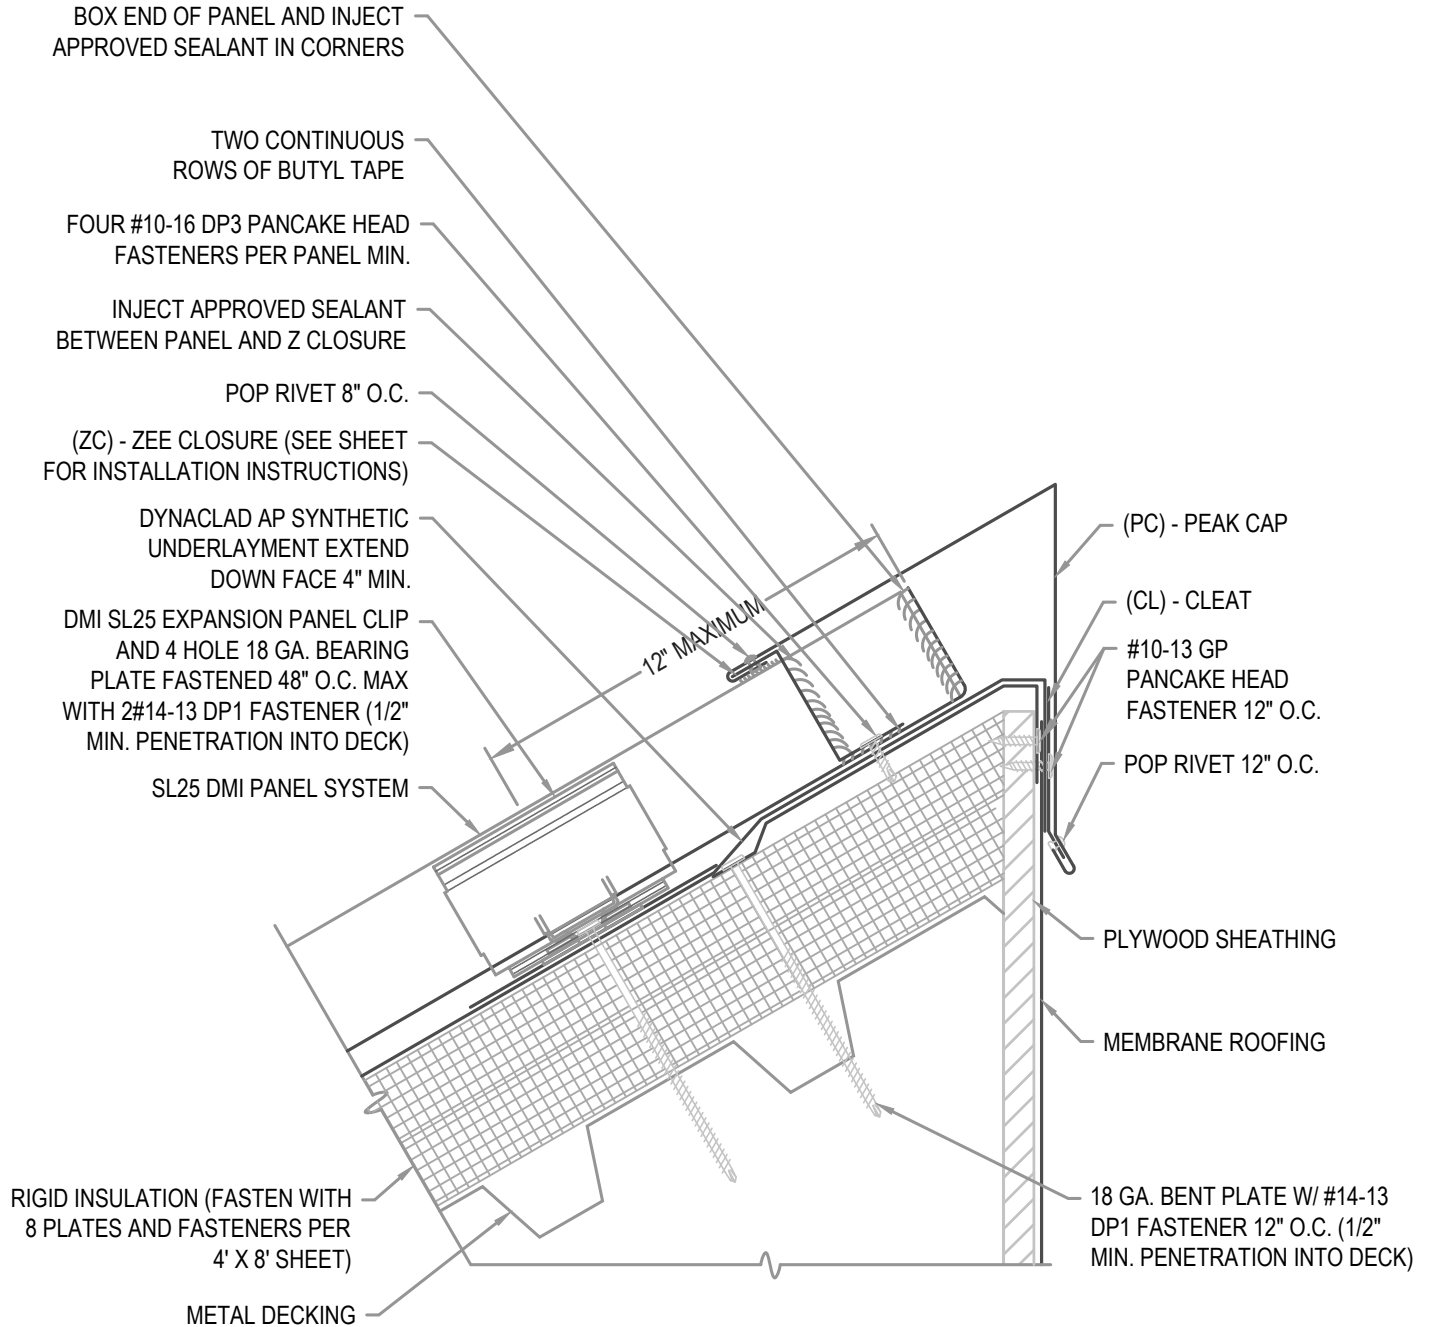 BOX END OF PANEL AND INJECT
APPROVED SEALANT IN CORNERS
TWO CONTINUOUS
ROWS OF BUTYL TAPE
FOUR #10-16 DP3 PANCAKE HEAD
FASTENERS PER PANEL MIN.
INJECT APPROVED SEALANT
BETWEEN PANEL AND Z CLOSURE
POP RIVET 8" O.C.
(ZC) - ZEE CLOSURE (SEE SHEET
FOR INSTALLATION INSTRUCTIONS)
DYNACLAD AP SYNTHETIC
UNDERLAYMENT EXTEND
DOWN FACE 4" MIN.
DMI SL25 EXPANSION PANEL CLIP
AND 4 HOLE 18 GA. BEARING
PLATE FASTENED 48" O.C. MAX
WITH 2#14-13 DP1 FASTENER (1/2"
MIN. PENETRATION INTO DECK)
SL25 DMI PANEL SYSTEM
12" MAXIMUM
(PC) - PEAK CAP
(CL) - CLEAT
#10-13 GP
PANCAKE HEAD
FASTENER 12" O.C.
POP RIVET 12" O.C.
PLYWOOD SHEATHING
MEMBRANE ROOFING
18 GA. BENT PLATE W/ #14-13
DP1 FASTENER 12" O.C. (1/2"
MIN. PENETRATION INTO DECK)
RIGID INSULATION (FASTEN WITH
8 PLATES AND FASTENERS PER
4' X 8' SHEET)
METAL DECKING